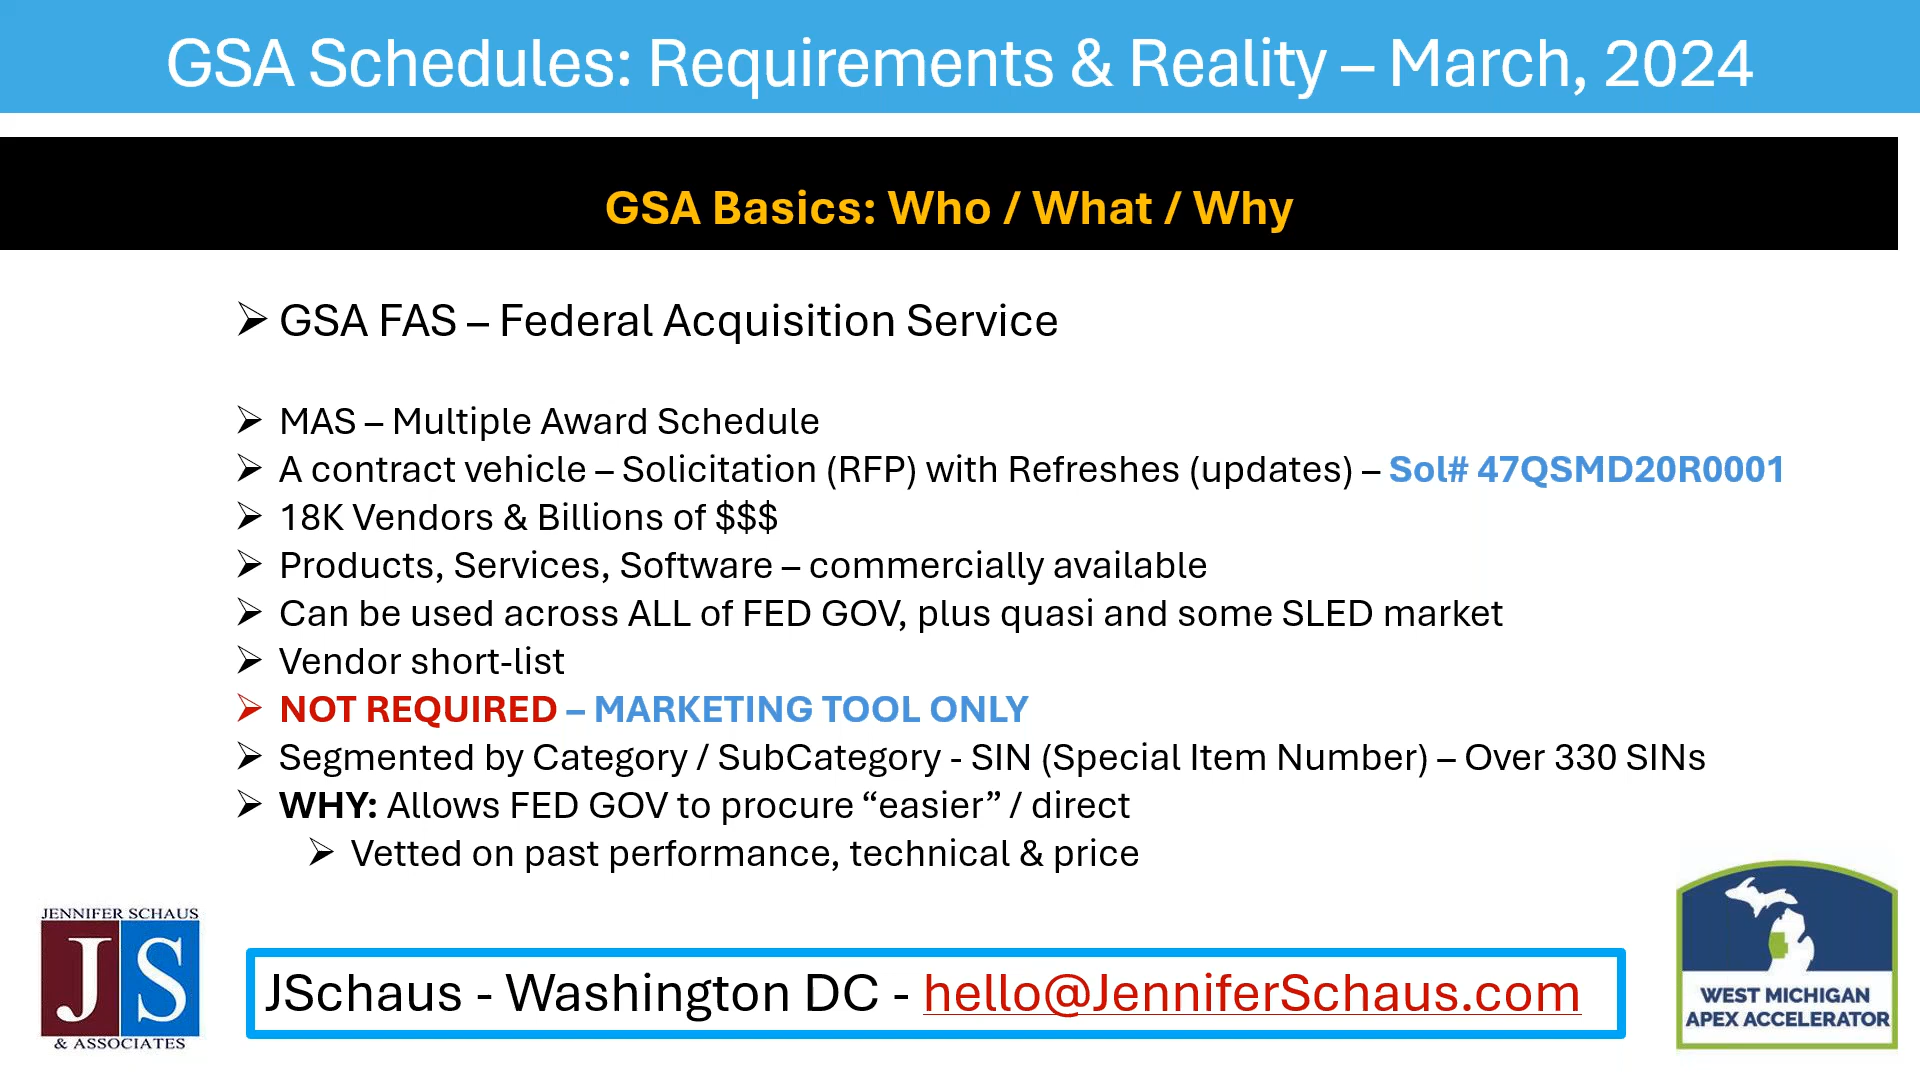 GSA Schedules: Requirements & Reality – March, 2024
GSA Basics: Who / What / Why
➢ GSA FAS – Federal Acquisition Service
➢ MAS – Multiple Award Schedule
➢ A contract vehicle – Solicitation (RFP) with Refreshes (updates) – Sol# 47QSMD20R0001
➢ 18K Vendors & Billions of $$$
➢ Products, Services, Software – commercially available
➢ Can be used across ALL of FED GOV, plus quasi and some SLED market
➢ Vendor short-list
➢ NOT REQUIRED – MARKETING TOOL ONLY
➢ Segmented by Category / SubCategory - SIN (Special Item Number) – Over 330 SINs
➢ WHY: Allows FED GOV to procure “easier” / direct
➢ Vetted on past performance, technical & price
JENNIFER SCHAUS
JS
& ASSOCIATES
JSchaus - Washington DC - hello@JenniferSchaus.com
WEST MICHIGAN
APEX ACCELERATOR